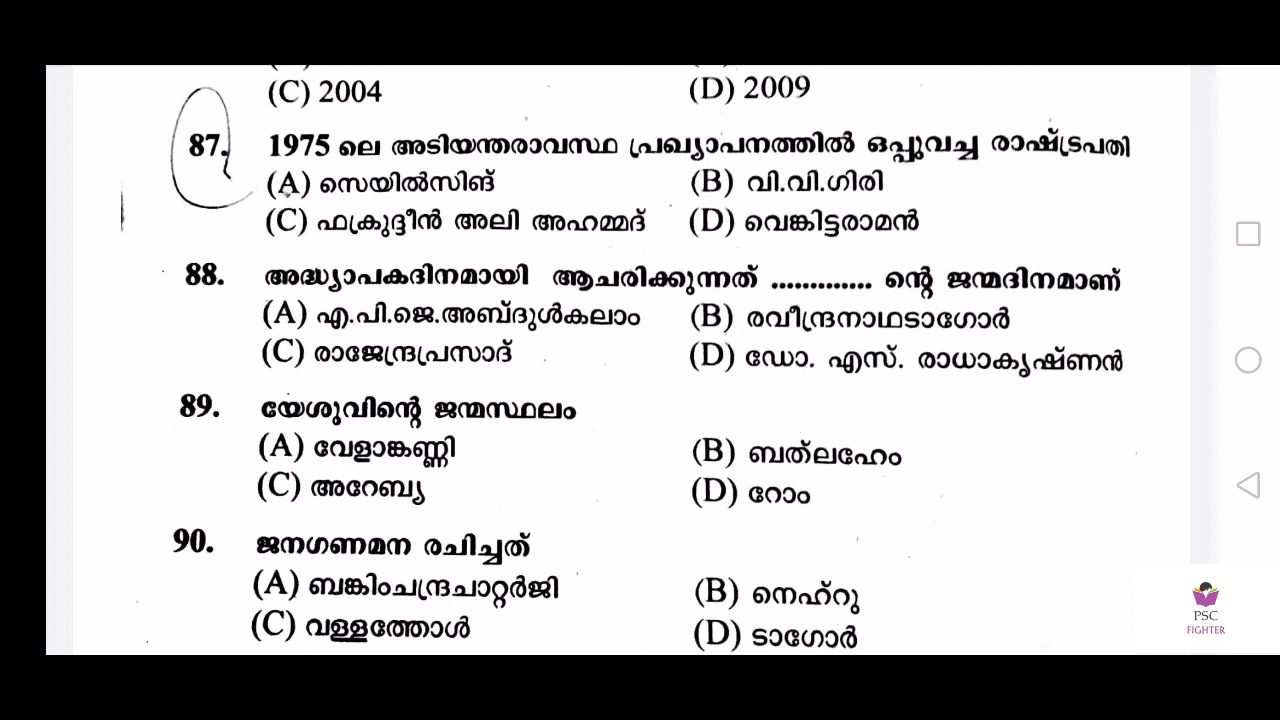 (C) 2004 (D) 2009
87. 1975 ലെ അടിയന്തരാവസ്ഥ പ്രഖ്യാപനത്തിൽ ഒപ്പുവച്ച രാഷ്ട്രപതി
(A) സെയിൽസിങ് (B) വി.വി.ഗിരി
(C) ഫക്രുദ്ദീൻ അലി അഹമ്മദ് (D) വെങ്കിട്ടരാമൻ
88. അദ്ധ്യാപകദിനമായി ആചരിക്കുന്നത് ............. ന്റെ ജന്മദിനമാണ്
(A) എ.പി.ജെ.അബ്ദുൾകലാം (B) രവീന്ദ്രനാഥടാഗോർ
(C) രാജേന്ദ്രപ്രസാദ് (D) ഡോ. എസ്. രാധാകൃഷ്ണൻ
89. യേശുവിന്റെ ജന്മസ്ഥലം
(A) വേളാങ്കണ്ണി (B) ബത്‌ലഹേം
(C) അറേബ്യ (D) റോം
90. ജനഗണമന രചിച്ചത്
(A) ബങ്കിംചന്ദ്രചാറ്റർജി (B) നെഹ്റു
(C) വള്ളത്തോൾ (D) ടാഗോർ
PSC
FIGHTER